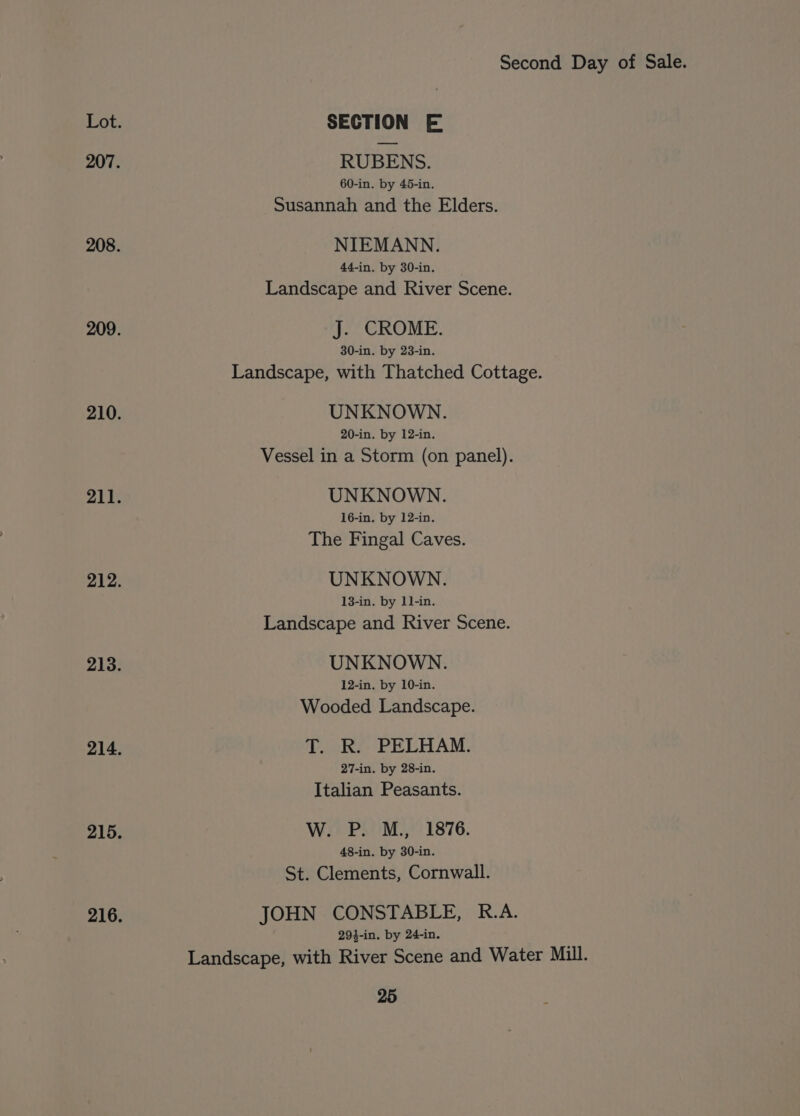 Second Day of Sale.
Lot. SECTION E
207. RUBENS.
60-in. by 45-in.
Susannah and the Elders.
208. NIEMANN.
44-in. by 30-in.
Landscape and River Scene.
209. J. CROME.
30-in. by 23-in.
Landscape, with Thatched Cottage.
210. UNKNOWN.
20-in. by 12-in.
Vessel in a Storm (on panel).
211. UNKNOWN.
16-in. by 12-in.
The Fingal Caves.
212. UNKNOWN.
13-in. by 11-in.
Landscape and River Scene.
213. UNKNOWN.
12-in. by 10-in.
Wooded Landscape.
214. T. R. PELHAM.
27-in. by 28-in.
Italian Peasants.
215. W. P. M., 1876.
48-in. by 30-in.
St. Clements, Cornwall.
216. JOHN CONSTABLE, R.A.
29½-in. by 24-in.
Landscape, with River Scene and Water Mill.
25